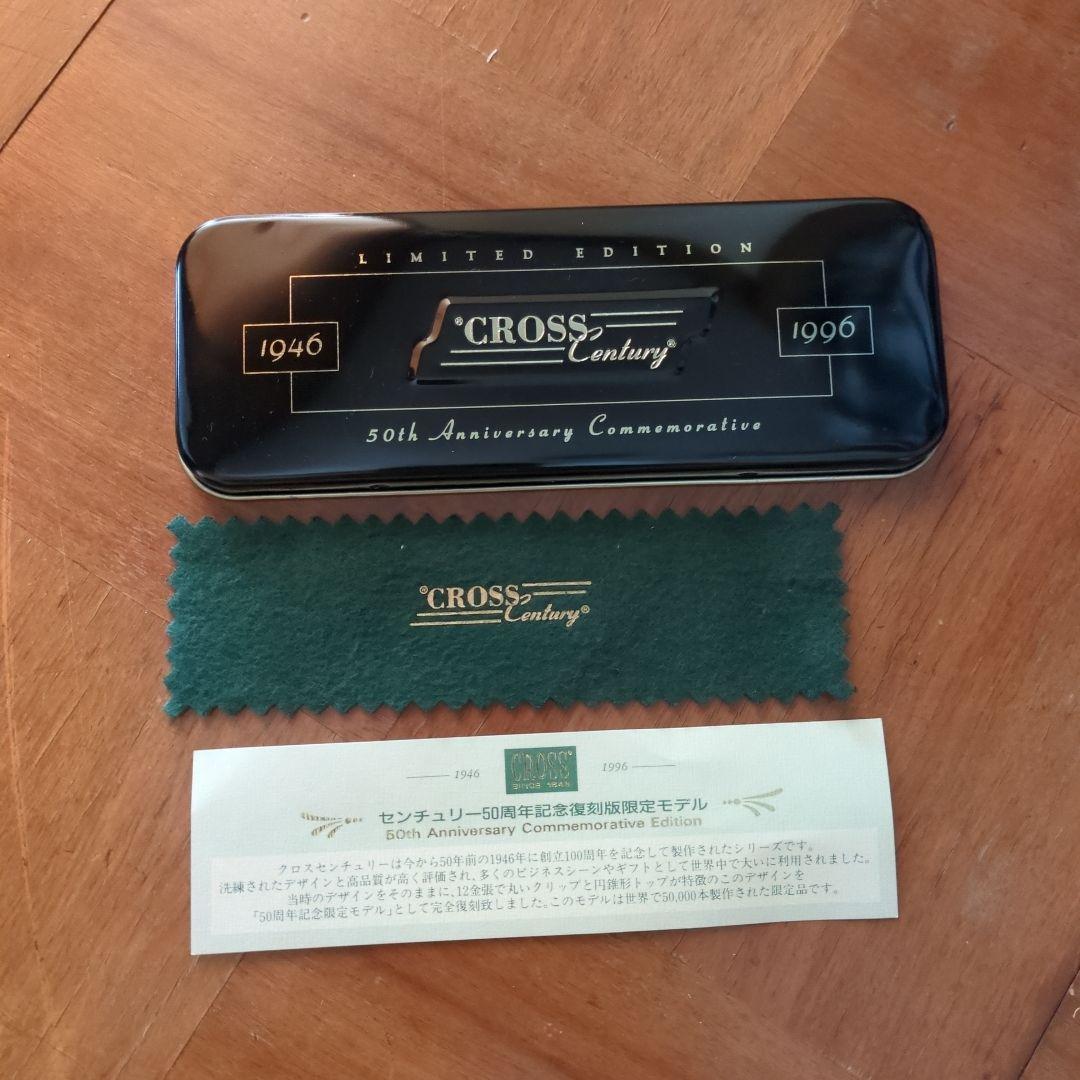 LIMITED EDITION
1946
®CROSS
Century®
1996
50th Anniversary Commemorative
®CROSS
Century®
1946
CROSS®
SINCE 1846
1996
センチュリー50周年記念復刻版限定モデル
50th Anniversary Commemorative Edition
クロスセンチュリーは今から50年前の1946年に創立100周年を記念して製作されたシリーズです。
洗練されたデザインと高品質が高く評価され、多くのビジネスシーンやギフトとして世界中で大いに利用されました。
当時のデザインをそのままに、12金張で丸いクリップと円錐形トップが特徴のこのデザインを
「50周年記念限定モデル」として完全復刻致しました。このモデルは世界で50,000本製作された限定品です。